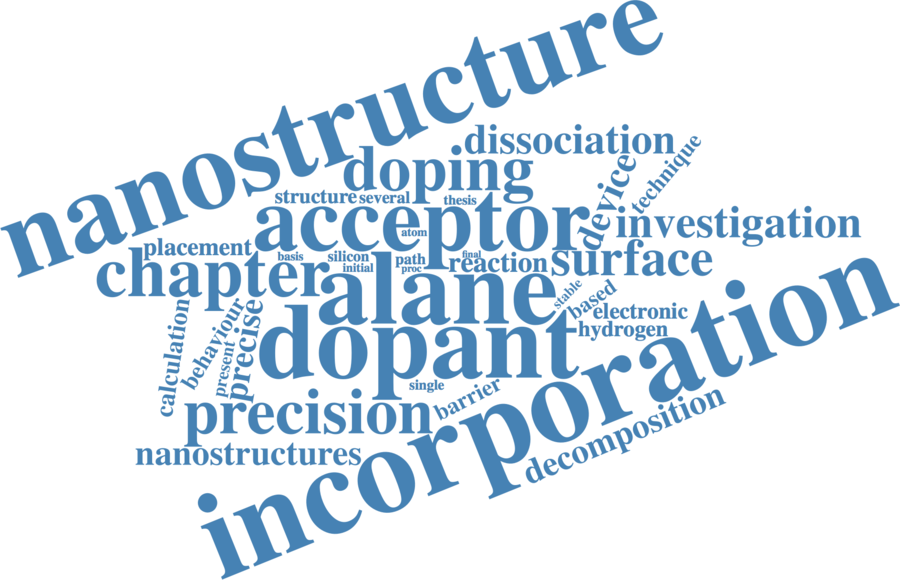 nanostructure
dissociation
doping
technique
device
structure
several
thesis
acceptor
atom
investigation
placement
basis
silicon
path
final
chapter
initial
proc
reaction
surface
alane
stable
based
calculation
behaviour
present
precise
electronic
dopant
hydrogen
single
barrier
precision
incorporation
decomposition
nanostructures